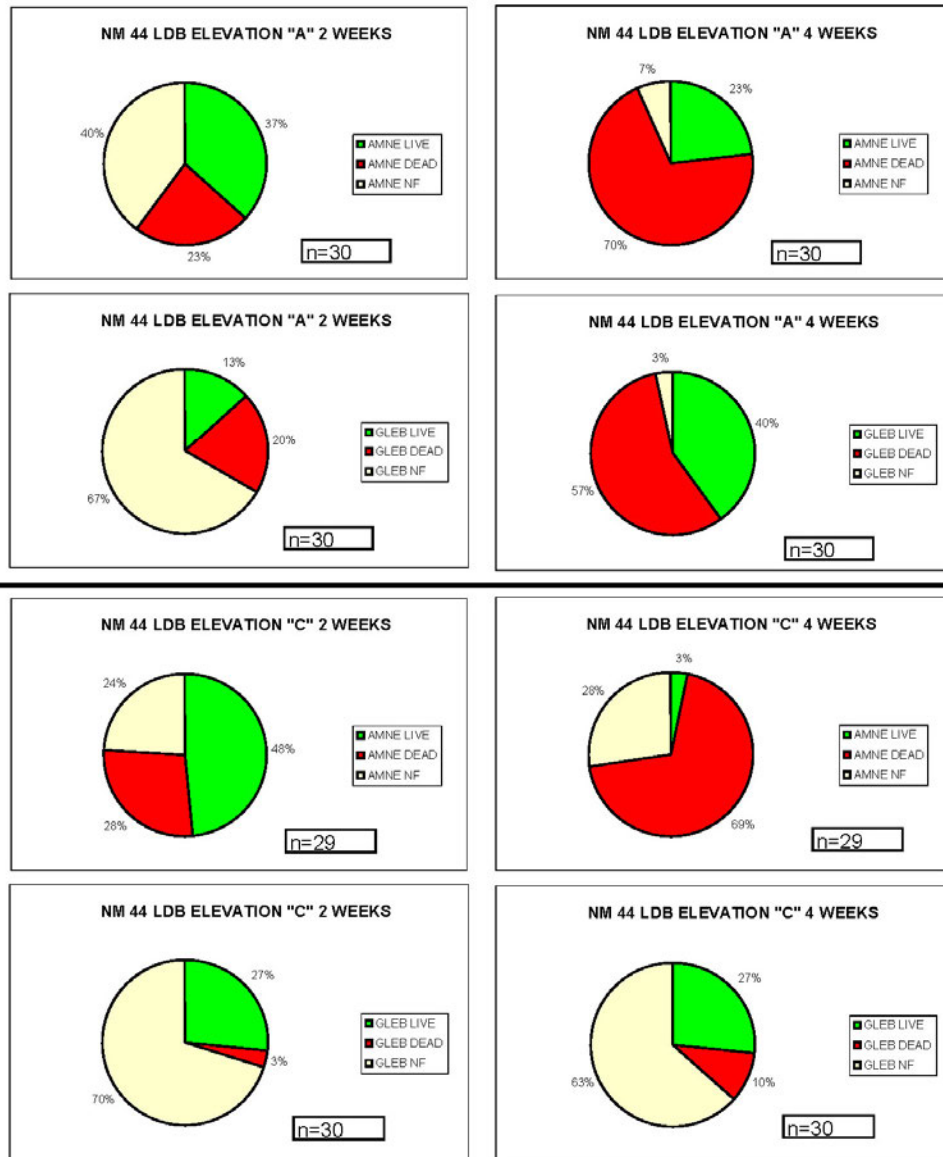 NM 44 LDB ELEVATION "A" 2 WEEKS
40%
37%
23%
AMNE LIVE
AMNE DEAD
AMNE NF
n=30
NM 44 LDB ELEVATION "A" 4 WEEKS
7%
23%
70%
AMNE LIVE
AMNE DEAD
AMNE NF
n=30
NM 44 LDB ELEVATION "A" 2 WEEKS
13%
20%
67%
GLEB LIVE
GLEB DEAD
GLEB NF
n=30
NM 44 LDB ELEVATION "A" 4 WEEKS
3%
40%
57%
GLEB LIVE
GLEB DEAD
GLEB NF
n=30
NM 44 LDB ELEVATION "C" 2 WEEKS
24%
48%
28%
AMNE LIVE
AMNE DEAD
AMNE NF
n=29
NM 44 LDB ELEVATION "C" 4 WEEKS
3%
28%
69%
AMNE LIVE
AMNE DEAD
AMNE NF
n=29
NM 44 LDB ELEVATION "C" 2 WEEKS
27%
3%
70%
GLEB LIVE
GLEB DEAD
GLEB NF
n=30
NM 44 LDB ELEVATION "C" 4 WEEKS
27%
63%
10%
GLEB LIVE
GLEB DEAD
GLEB NF
n=30